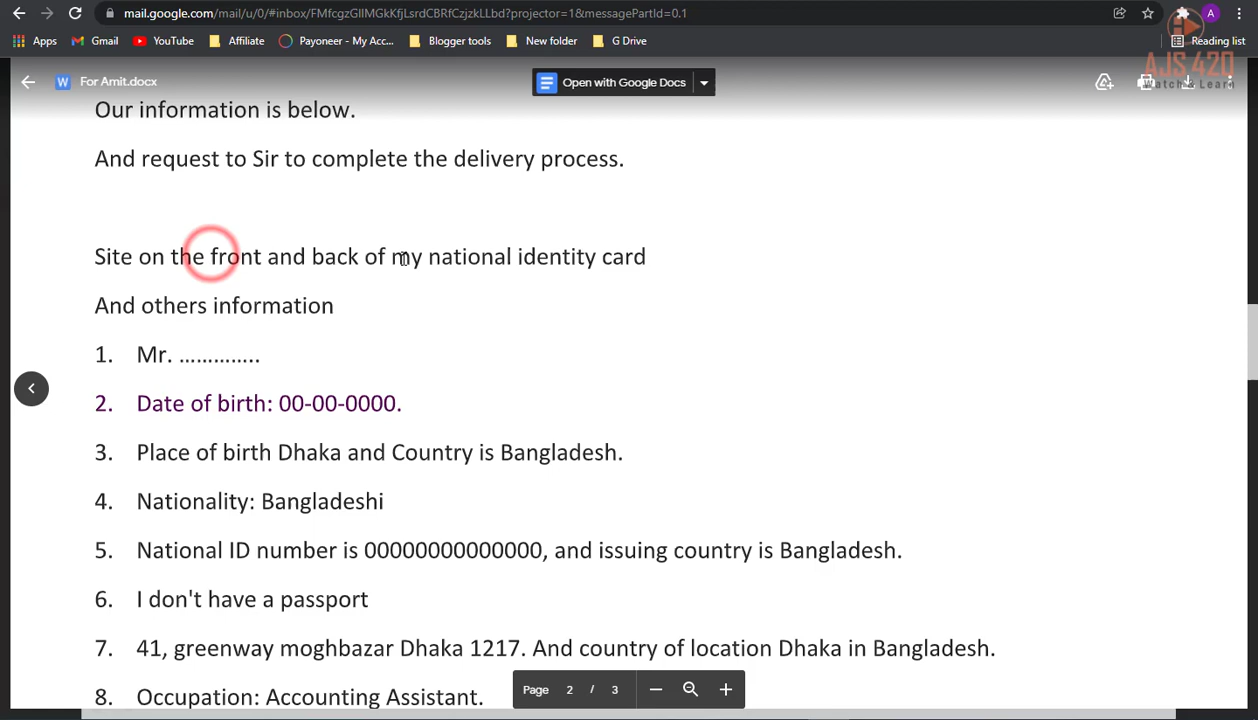 mail.google.com/mail/u/0/#inbox/FMfcgzGllMGkKfjLsrdCBRfCzjzkLLbd?projector=1&messagePartId=0.1
A
Apps Gmail YouTube Affiliate Payoneer - My Acc... Blogger tools New folder G Drive Reading list
AJS 420
Watch & Learn
W For Amit.docx Open with Google Docs
Our information is below.
And request to Sir to complete the delivery process.
Site on the front and back of my national identity card
And others information
1. Mr. …………..
2. Date of birth: 00-00-0000.
3. Place of birth Dhaka and Country is Bangladesh.
4. Nationality: Bangladeshi
5. National ID number is 00000000000000, and issuing country is Bangladesh.
6. I don't have a passport
7. 41, greenway moghbazar Dhaka 1217. And country of location Dhaka in Bangladesh.
8. Occupation: Accounting Assistant.
Page 2 / 3